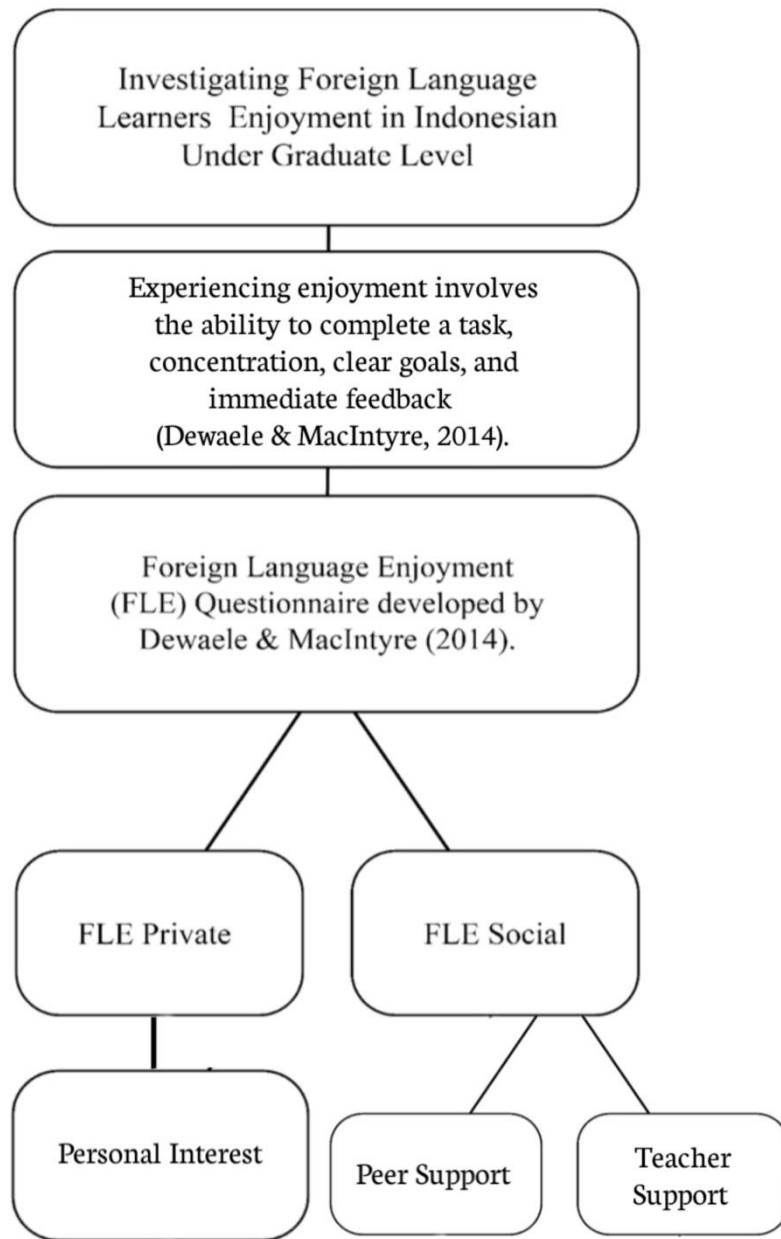 Investigating Foreign Language
Learners Enjoyment in Indonesian
Under Graduate Level
Experiencing enjoyment involves
the ability to complete a task,
concentration, clear goals, and
immediate feedback
(Dewaele & MacIntyre, 2014).
Foreign Language Enjoyment
(FLE) Questionnaire developed by
Dewaele & MacIntyre (2014).
FLE Private
FLE Social
Personal Interest
Peer Support
Teacher
Support